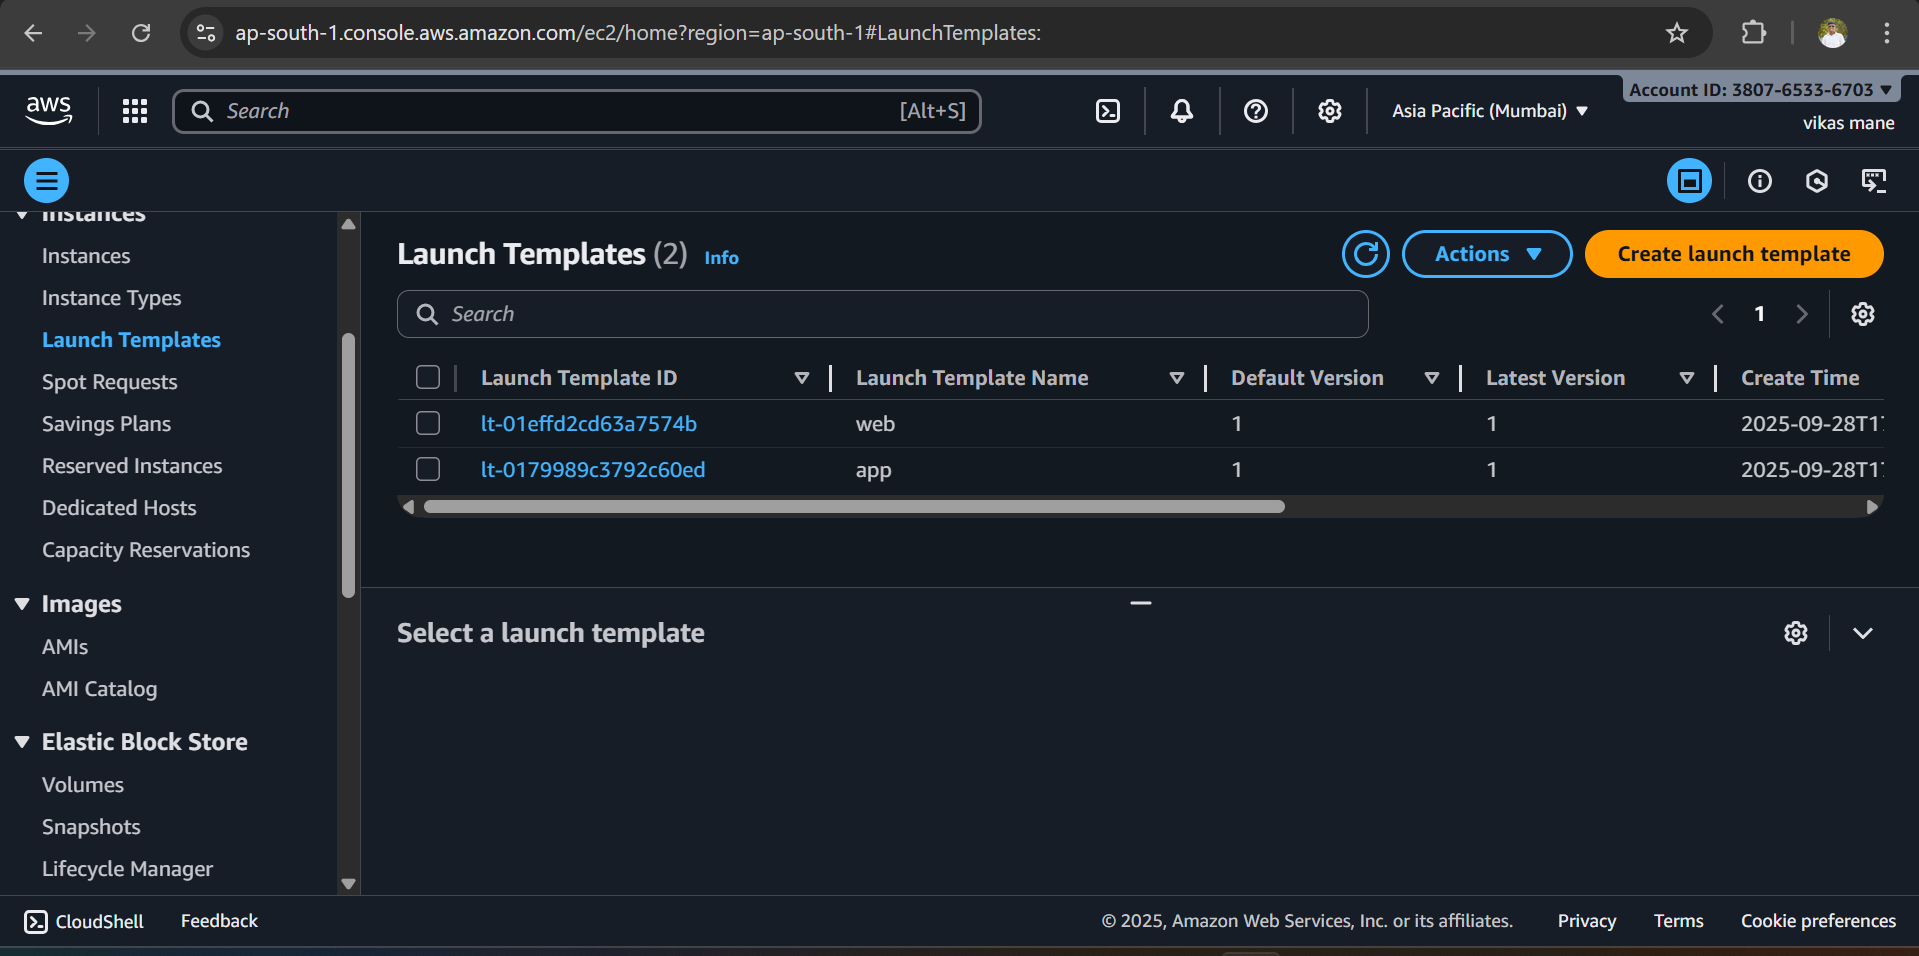 ap-south-1.console.aws.amazon.com/ec2/home?region=ap-south-1#LaunchTemplates:
aws
Search
[Alt+S]
Asia Pacific (Mumbai)
Account ID: 3807-6533-6703
vikas mane
Instances
Instances
Instance Types
Launch Templates
Spot Requests
Savings Plans
Reserved Instances
Dedicated Hosts
Capacity Reservations
Images
AMIs
AMI Catalog
Elastic Block Store
Volumes
Snapshots
Lifecycle Manager
Launch Templates (2) Info
Actions
Create launch template
Search
1
Launch Template ID Launch Template Name Default Version Latest Version Create Time
lt-01effd2cd63a7574b web 1 1 2025-09-28T17
lt-0179989c3792c60ed app 1 1 2025-09-28T17
Select a launch template
CloudShell Feedback © 2025, Amazon Web Services, Inc. or its affiliates. Privacy Terms Cookie preferences